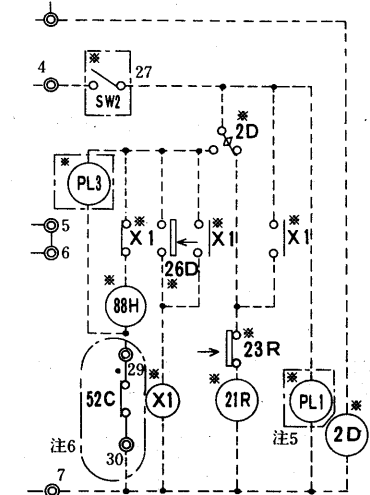 4
※
27
SW2
※
2D
※
PL3
5
6
X1
※
26D
※
※
X1
※
X1
※
88H
※
23R
29
52C
※
X1
※
21R
※
PL1
※
2D
注6
30
注5
7